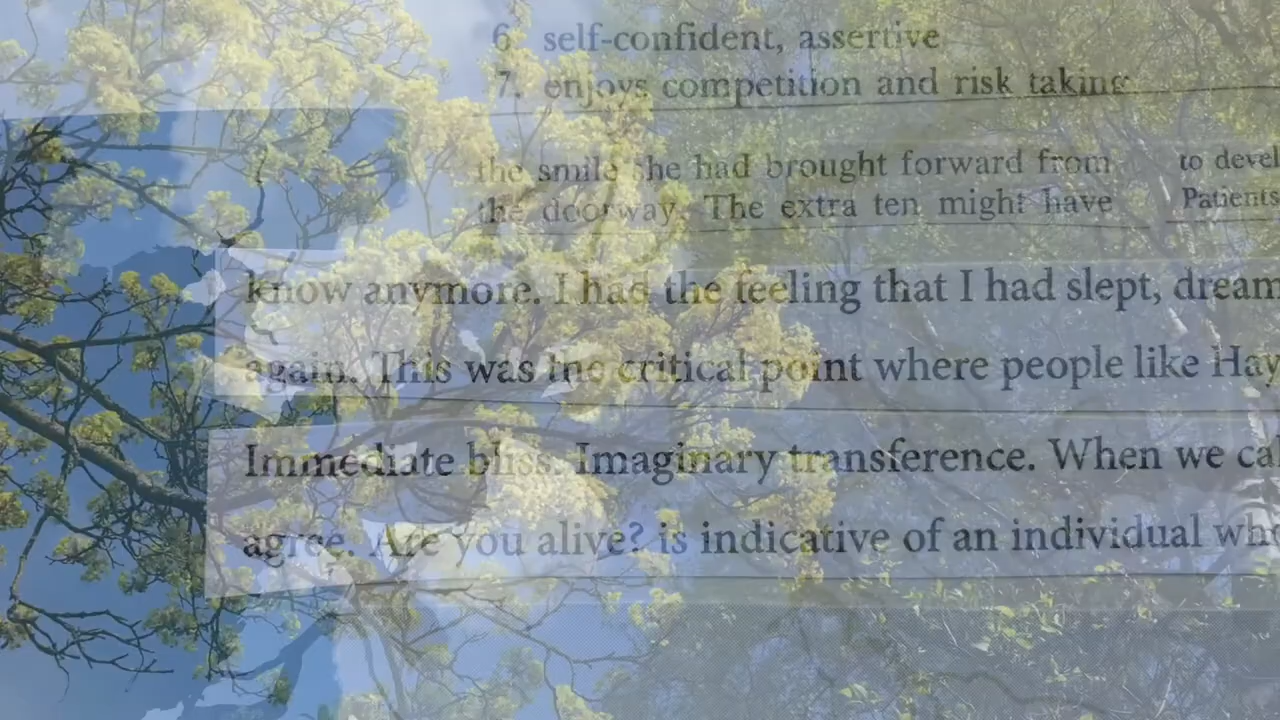 6. self-confident, assertive
7. enjoys competition and risk taking
the smile she had brought forward from
to devel
the doorway. The extra ten might have
Patients
know anymore. I had the feeling that I had slept, dream
again. This was the critical point where people like Hay
Immediate bliss. Imaginary transference. When we cal
agree. Are you alive? is indicative of an individual who